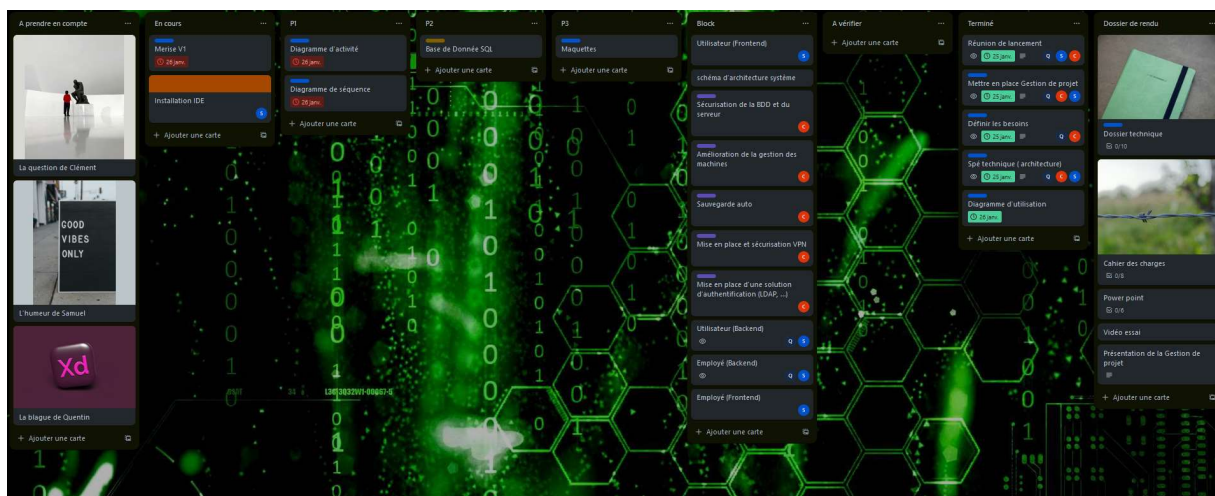 A prendre en compte
La question de Clément
GOOD
VIBES
ONLY
L'humeur de Samuel
Xd
La blague de Quentin
+ Ajouter une carte
En cours
Merise V1
26 janv.
Installation IDE
S
+ Ajouter une carte
P1
Diagramme d'activité
26 janv.
Diagramme de séquence
26 janv.
+ Ajouter une carte
P2
Base de Donnée SQL
+ Ajouter une carte
P3
Maquettes
+ Ajouter une carte
Block
Utilisateur (Frontend)
S
schéma d'architecture système
Sécurisation de la BDD et du
serveur
C
Amélioration de la gestion des
machines
C
Sauvegarde auto
C
Mise en place et sécurisation VPN
C
Mise en place d'une solution
d'authentification (LDAP, ...)
C
Utilisateur (Backend)
Q S
Employé (Backend)
Q S
Employé (Frontend)
S
+ Ajouter une carte
A vérifier
+ Ajouter une carte
Terminé
Réunion de lancement
25 janv. Q S C
Mettre en place Gestion de projet
25 janv. Q C S
Définir les besoins
25 janv. Q C
Spé technique ( architecture)
25 janv. Q C S
Diagramme d'utilisation
26 janv.
+ Ajouter une carte
Dossier de rendu
Dossier technique
0/10
Cahier des charges
0/8
Power point
0/6
Vidéo essai
Présentation de la Gestion de
projet
+ Ajouter une carte